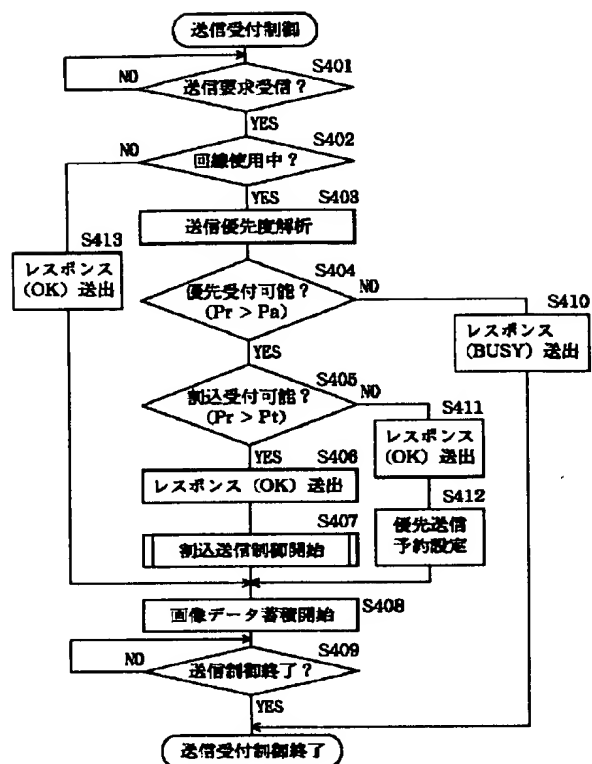 送信受付制御
S401
NO
送信要求受信？
YES
S402
NO
回線使用中？
YES
S403
送信優先度解析
S413
レスポンス
(OK) 送出
S404
優先受付可能？
(Pr > Pa)
NO
YES
S410
レスポンス
(BUSY) 送出
S405
割込受付可能？
(Pr > Pt)
NO
YES
S411
レスポンス
(OK) 送出
S406
レスポンス (OK) 送出
S412
優先送信
予約設定
S407
割込送信制御開始
画像データ蓄積開始
S408
S409
NO
送信制御終了？
YES
送信受付制御終了